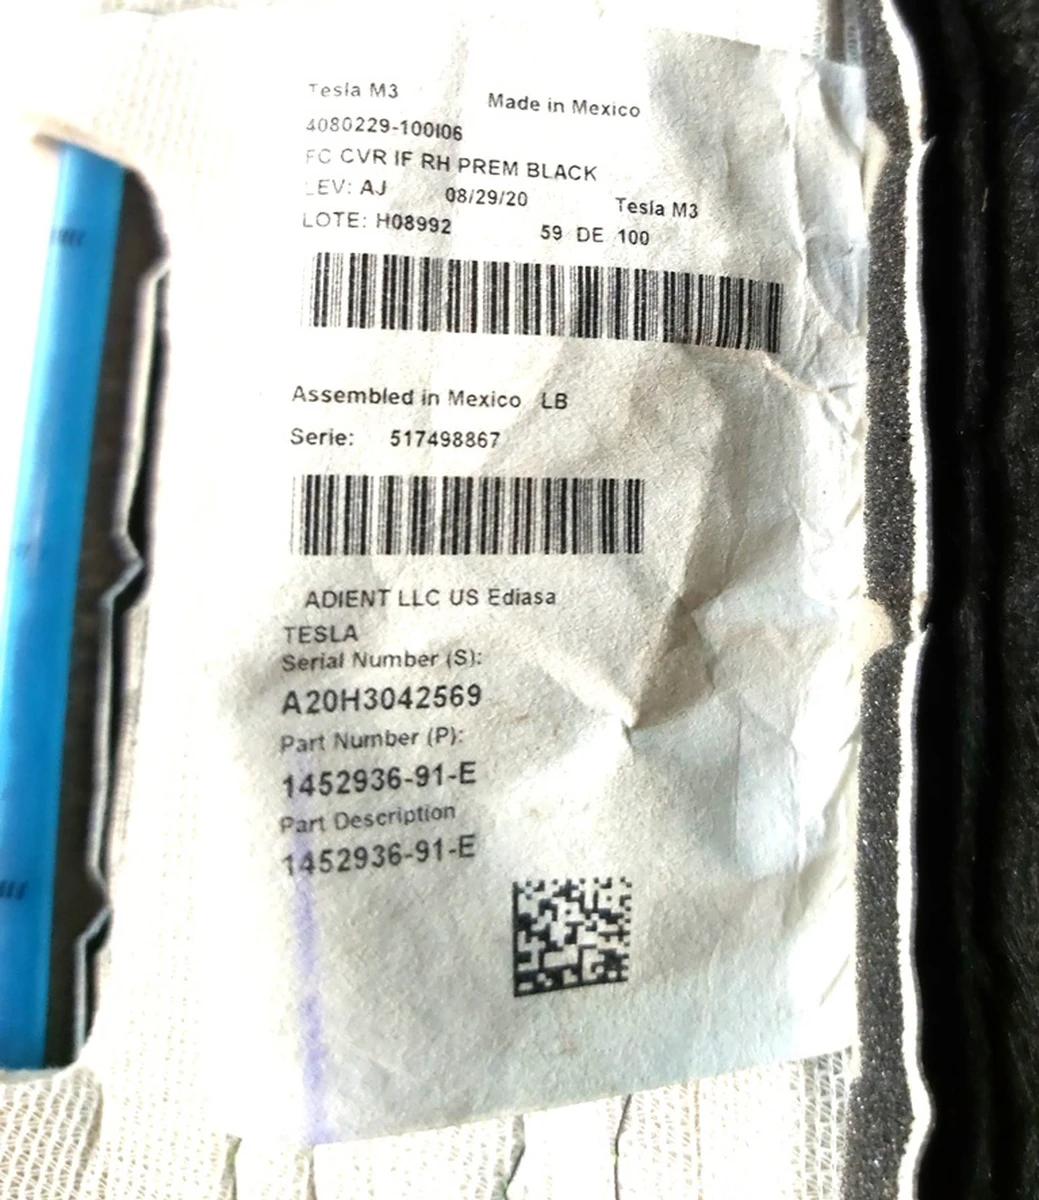 Tesla M3 Made in Mexico
4080229-100I06
FC CVR IF RH PREM BLACK
LEV: AJ 08/29/20 Tesla M3
LOTE: H08992 59 DE 100
Assembled in Mexico LB
Serie: 517498867
ADIENT LLC US Ediasa
TESLA
Serial Number (S):
A20H3042569
Part Number (P):
1452936-91-E
Part Description
1452936-91-E